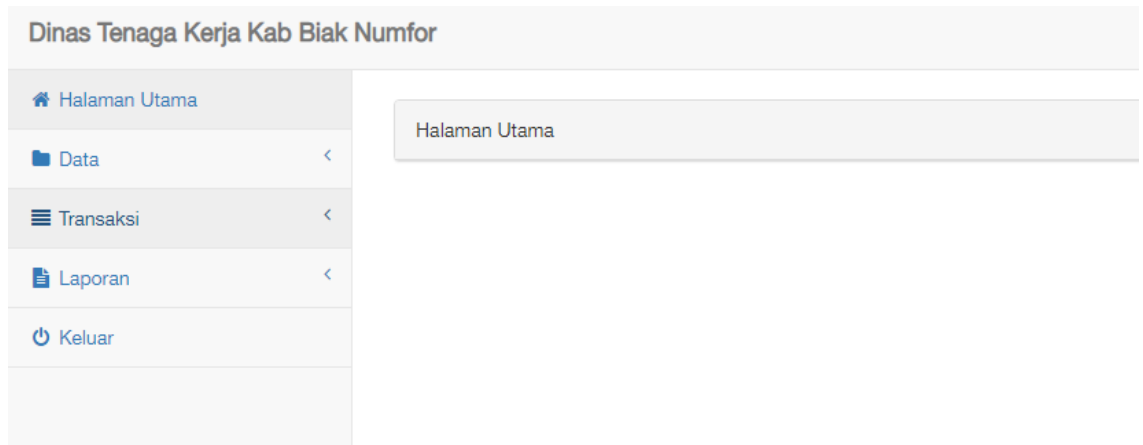 Dinas Tenaga Kerja Kab Biak Numfor
Halaman Utama
Data
Transaksi
Laporan
Keluar
Halaman Utama